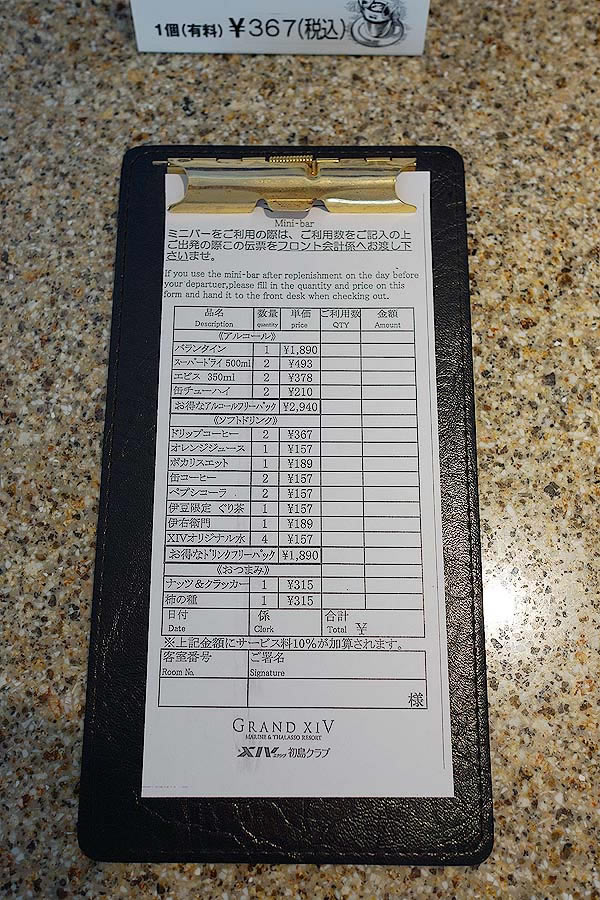 1個(有料) ¥367(税込)
Mini-bar
ミニバーをご利用の際は、ご利用数をご記入の上
ご出発の際この伝票をフロント会計係へお渡し下
さいませ。
If you use the mini-bar after replenishment on the day before
your departuer,please fill in the quantity and price on this
form and hand it to the front desk when checking out.
品名 数量 単価 ご利用数 金額
Description quantity price QTY Amount
《アルコール》
バランタイン 1 ¥1,890
スーパードライ 500ml 2 ¥493
エビス 350ml 2 ¥378
缶チューハイ 2 ¥210
お得なアルコールフリーパック ¥2,940
《ソフトドリンク》
ドリップコーヒー 2 ¥367
オレンジジュース 1 ¥157
ポカリスエット 1 ¥189
缶コーヒー 2 ¥157
ペプシコーラ 2 ¥157
伊豆限定 ぐり茶 1 ¥157
伊右衛門 1 ¥189
XIVオリジナル水 4 ¥157
お得なドリンクフリーパック ¥1,890
《おつまみ》
ナッツ&クラッカー 1 ¥315
柿の種 1 ¥315
日付 係 合計
Date Clerk Total ¥
※上記金額にサービス料10%が加算されます。
客室番号 ご署名
Room No. Signature
様
GRAND XIV
MARINE & THALASSO RESORT
XIV エクシブ 初島クラブ